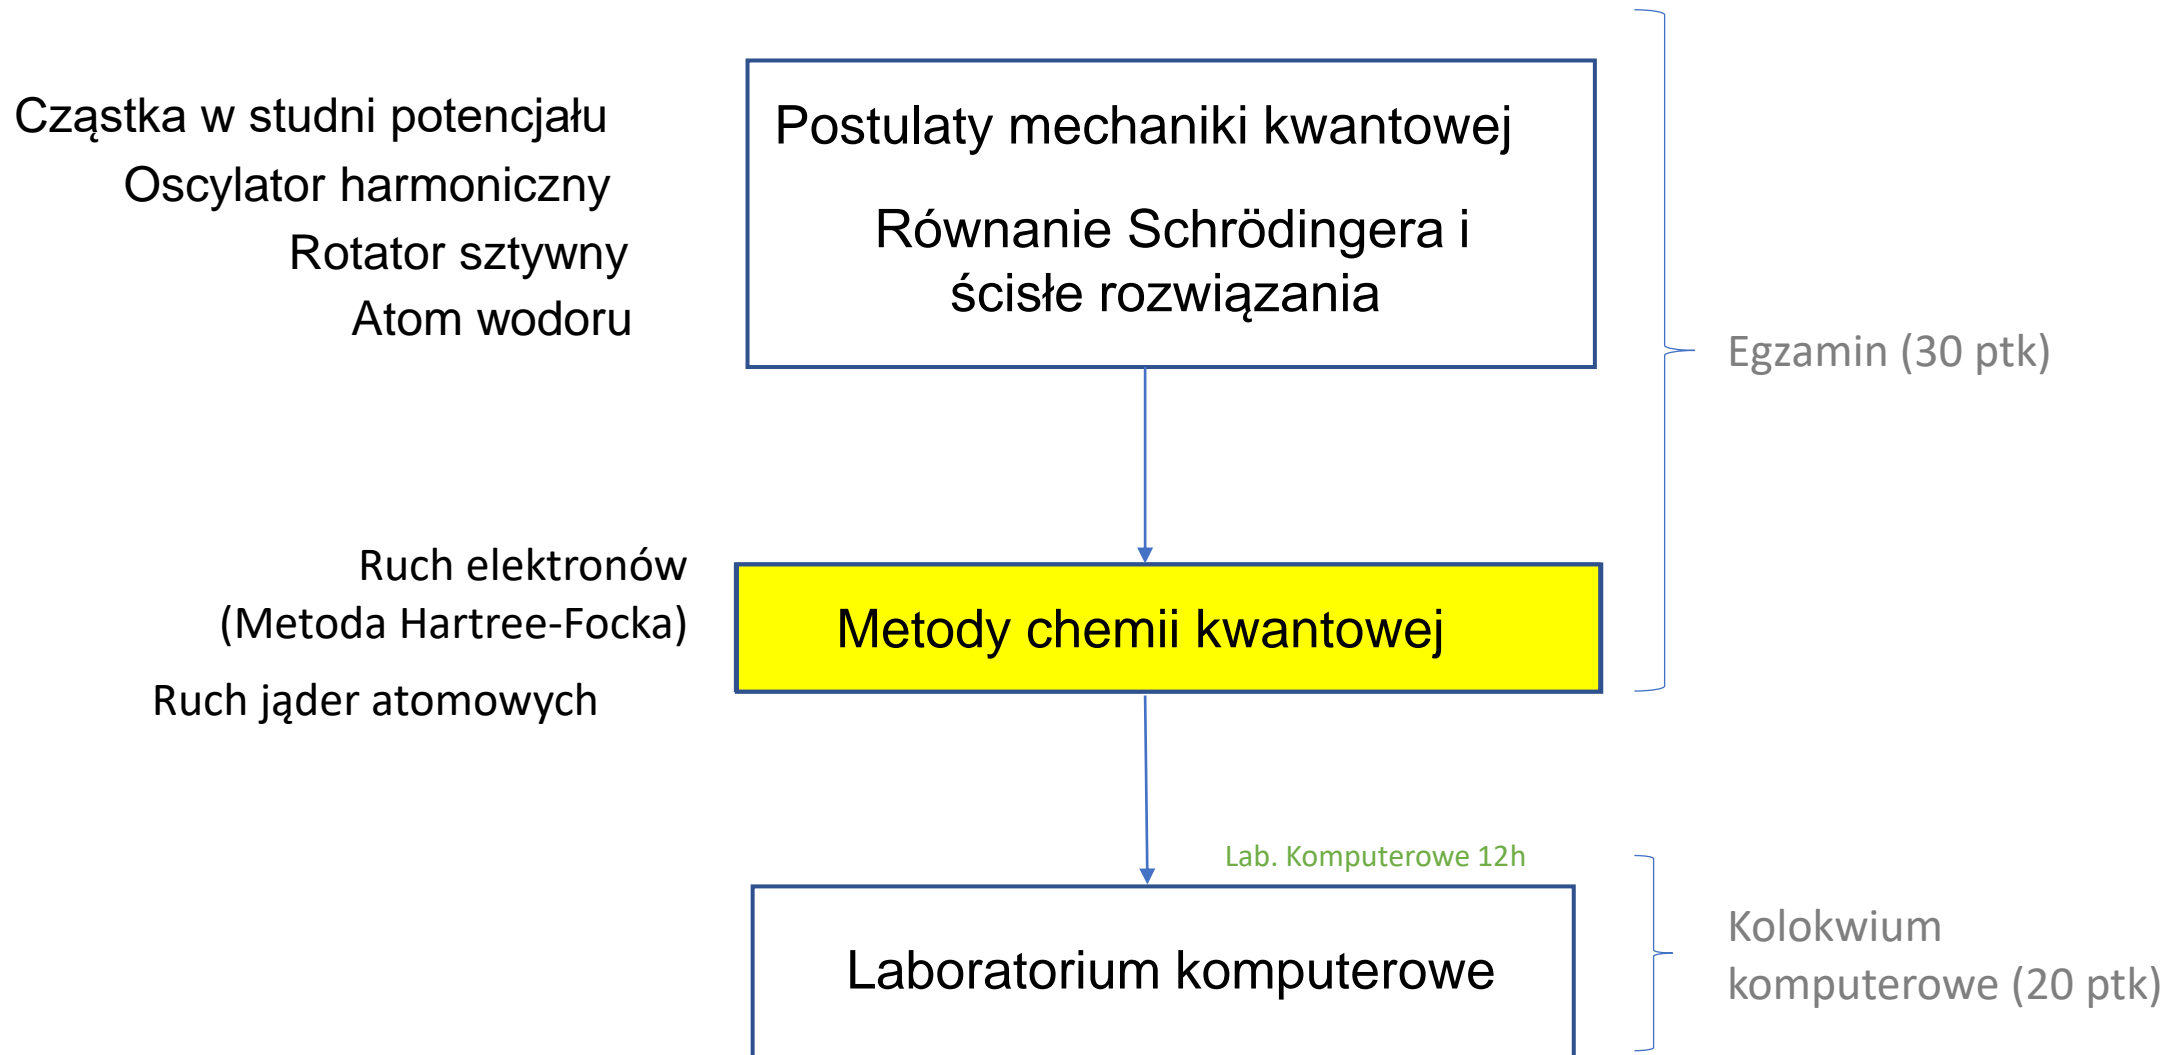 Cząstka w studni potencjału
Oscylator harmoniczny
Rotator sztywny
Atom wodoru
Postulaty mechaniki kwantowej
Równanie Schrödingera i
ścisłe rozwiązania
Egzamin (30 ptk)
Ruch elektronów
(Metoda Hartree-Focka)
Ruch jąder atomowych
Metody chemii kwantowej
Lab. Komputerowe 12h
Laboratorium komputerowe
Kolokwium
komputerowe (20 ptk)